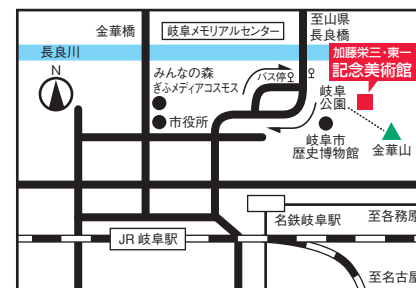 金華橋
岐阜メモリアルセンター
至山県
長良橋
長良川
加藤栄三・東一
記念美術館
N
みんなの森
ぎふメディアコスモス
バス停
岐阜
公園
市役所
岐阜市
歴史博物館
金華山
名鉄岐阜駅
至各務原
JR岐阜駅
至名古屋